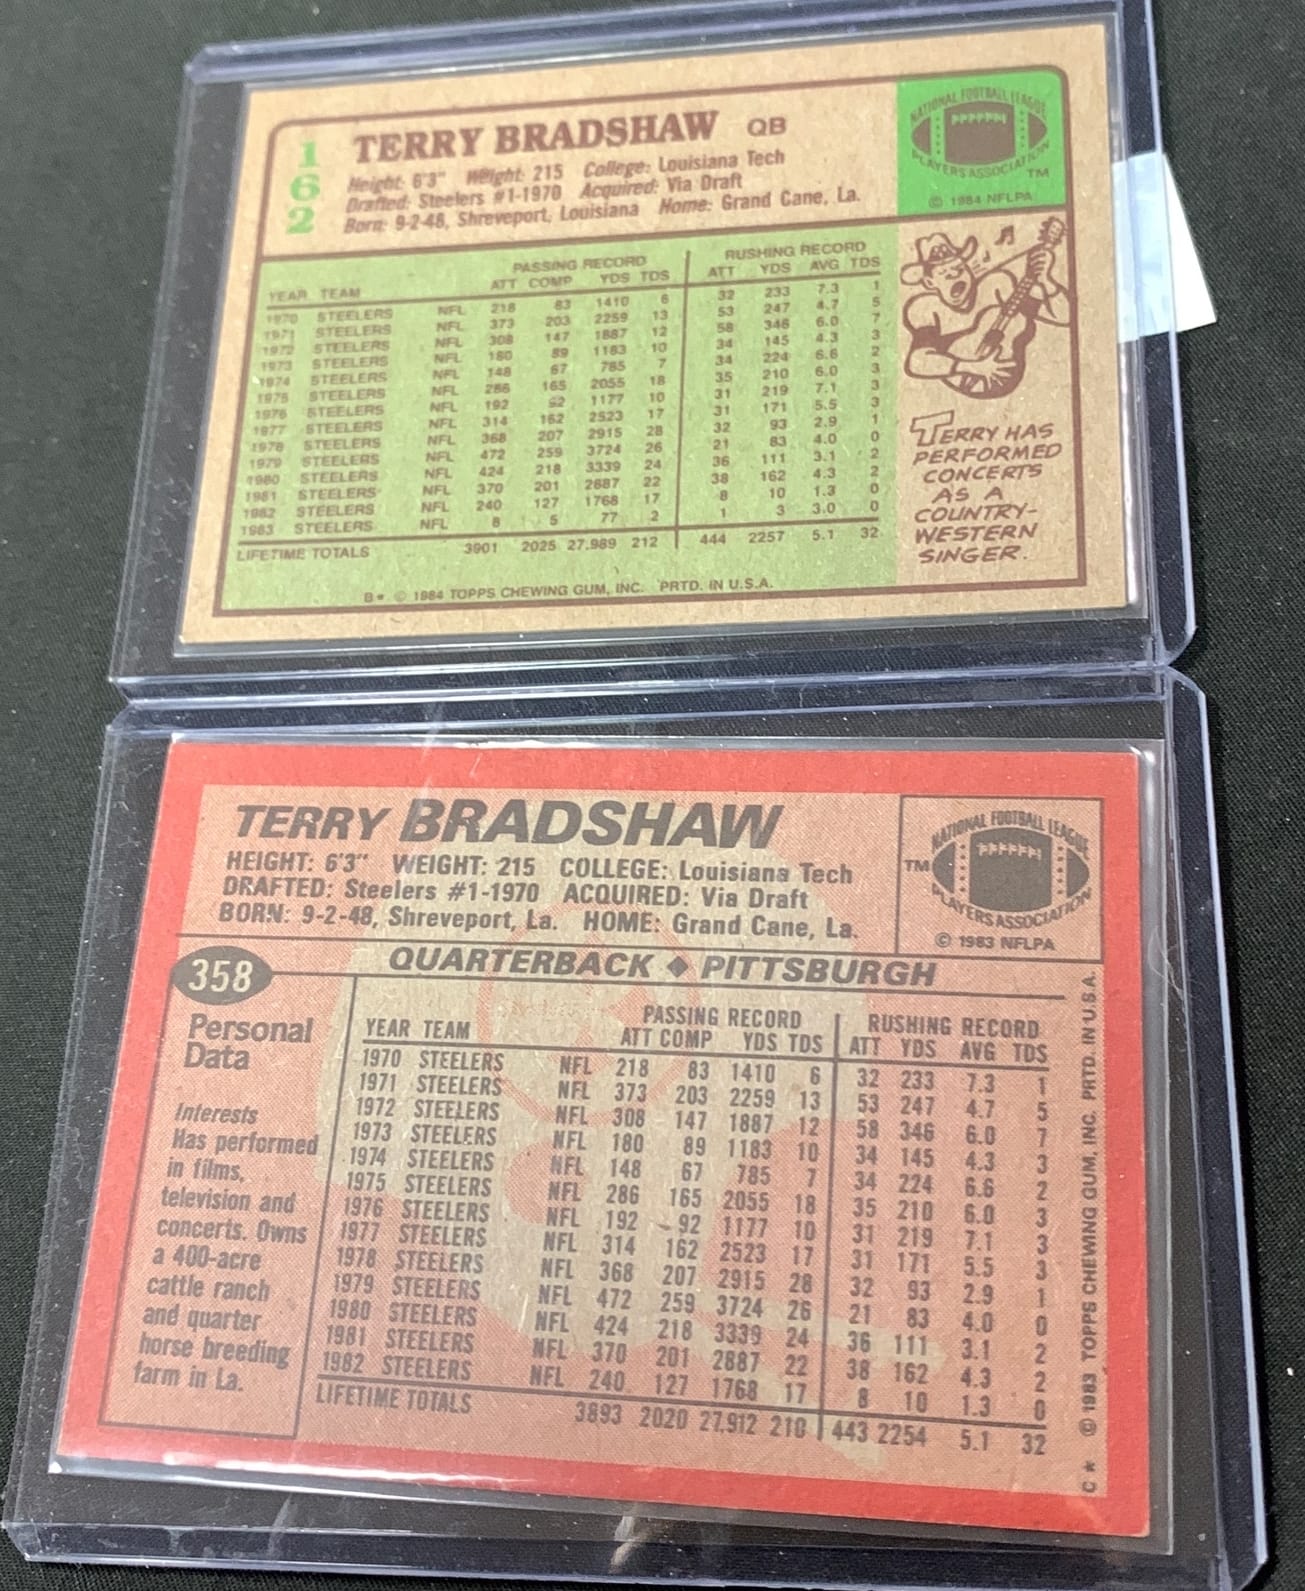 162
TERRY BRADSHAW QB
Height: 6'3" Weight: 215 College: Louisiana Tech
Drafted: Steelers #1-1970 Acquired: Via Draft
Born: 9-2-48, Shreveport, Louisiana Home: Grand Cane, La.
NATIONAL FOOTBALL LEAGUE
PLAYERS ASSOCIATION
TM
© 1984 NFLPA
PASSING RECORD RUSHING RECORD
YEAR TEAM ATT COMP YDS TDS ATT YDS AVG TDS
1970 STEELERS NFL 218 83 1410 6 32 233 7.3 1
1971 STEELERS NFL 373 203 2259 13 53 247 4.7 5
1972 STEELERS NFL 308 147 1887 12 58 346 6.0 7
1973 STEELERS NFL 180 89 1183 10 34 145 4.3 3
1974 STEELERS NFL 148 67 785 7 34 224 6.6 2
1975 STEELERS NFL 286 165 2055 18 35 210 6.0 3
1976 STEELERS NFL 192 92 1177 10 31 219 7.1 3
1977 STEELERS NFL 314 162 2523 17 31 171 5.5 3
1978 STEELERS NFL 368 207 2915 28 32 93 2.9 1
1979 STEELERS NFL 472 259 3724 26 21 83 4.0 0
1980 STEELERS NFL 424 218 3339 24 36 111 3.1 2
1981 STEELERS NFL 370 201 2887 22 38 162 4.3 2
1982 STEELERS NFL 240 127 1768 17 8 10 1.3 0
1983 STEELERS NFL 8 5 77 2 1 3 3.0 0
LIFETIME TOTALS 3901 2025 27,989 212 444 2257 5.1 32
B* © 1984 TOPPS CHEWING GUM, INC. PRTD. IN U.S.A.
TERRY HAS
PERFORMED
CONCERTS
AS A
COUNTRY-
WESTERN
SINGER.
TERRY BRADSHAW
HEIGHT: 6'3" WEIGHT: 215 COLLEGE: Louisiana Tech
DRAFTED: Steelers #1-1970 ACQUIRED: Via Draft
BORN: 9-2-48, Shreveport, La. HOME: Grand Cane, La.
NATIONAL FOOTBALL LEAGUE
TM
PLAYERS ASSOCIATION
© 1983 NFLPA
358
QUARTERBACK ♦ PITTSBURGH
Personal
Data
Interests
Has performed
in films,
television and
concerts. Owns
a 400-acre
cattle ranch
and quarter
horse breeding
farm in La.
PASSING RECORD RUSHING RECORD
YEAR TEAM ATT COMP YDS TDS ATT YDS AVG TDS
1970 STEELERS NFL 218 83 1410 6 32 233 7.3 1
1971 STEELERS NFL 373 203 2259 13 53 247 4.7 5
1972 STEELERS NFL 308 147 1887 12 58 346 6.0 7
1973 STEELERS NFL 180 89 1183 10 34 145 4.3 3
1974 STEELERS NFL 148 67 785 7 34 224 6.6 2
1975 STEELERS NFL 286 165 2055 18 35 210 6.0 3
1976 STEELERS NFL 192 92 1177 10 31 219 7.1 3
1977 STEELERS NFL 314 162 2523 17 31 171 5.5 3
1978 STEELERS NFL 368 207 2915 28 32 93 2.9 1
1979 STEELERS NFL 472 259 3724 26 21 83 4.0 0
1980 STEELERS NFL 424 218 3339 24 36 111 3.1 2
1981 STEELERS NFL 370 201 2887 22 38 162 4.3 2
1982 STEELERS NFL 240 127 1768 17 8 10 1.3 0
LIFETIME TOTALS 3893 2020 27,912 210 443 2254 5.1 32
C* © 1983 TOPPS CHEWING GUM, INC. PRTD. IN U.S.A.